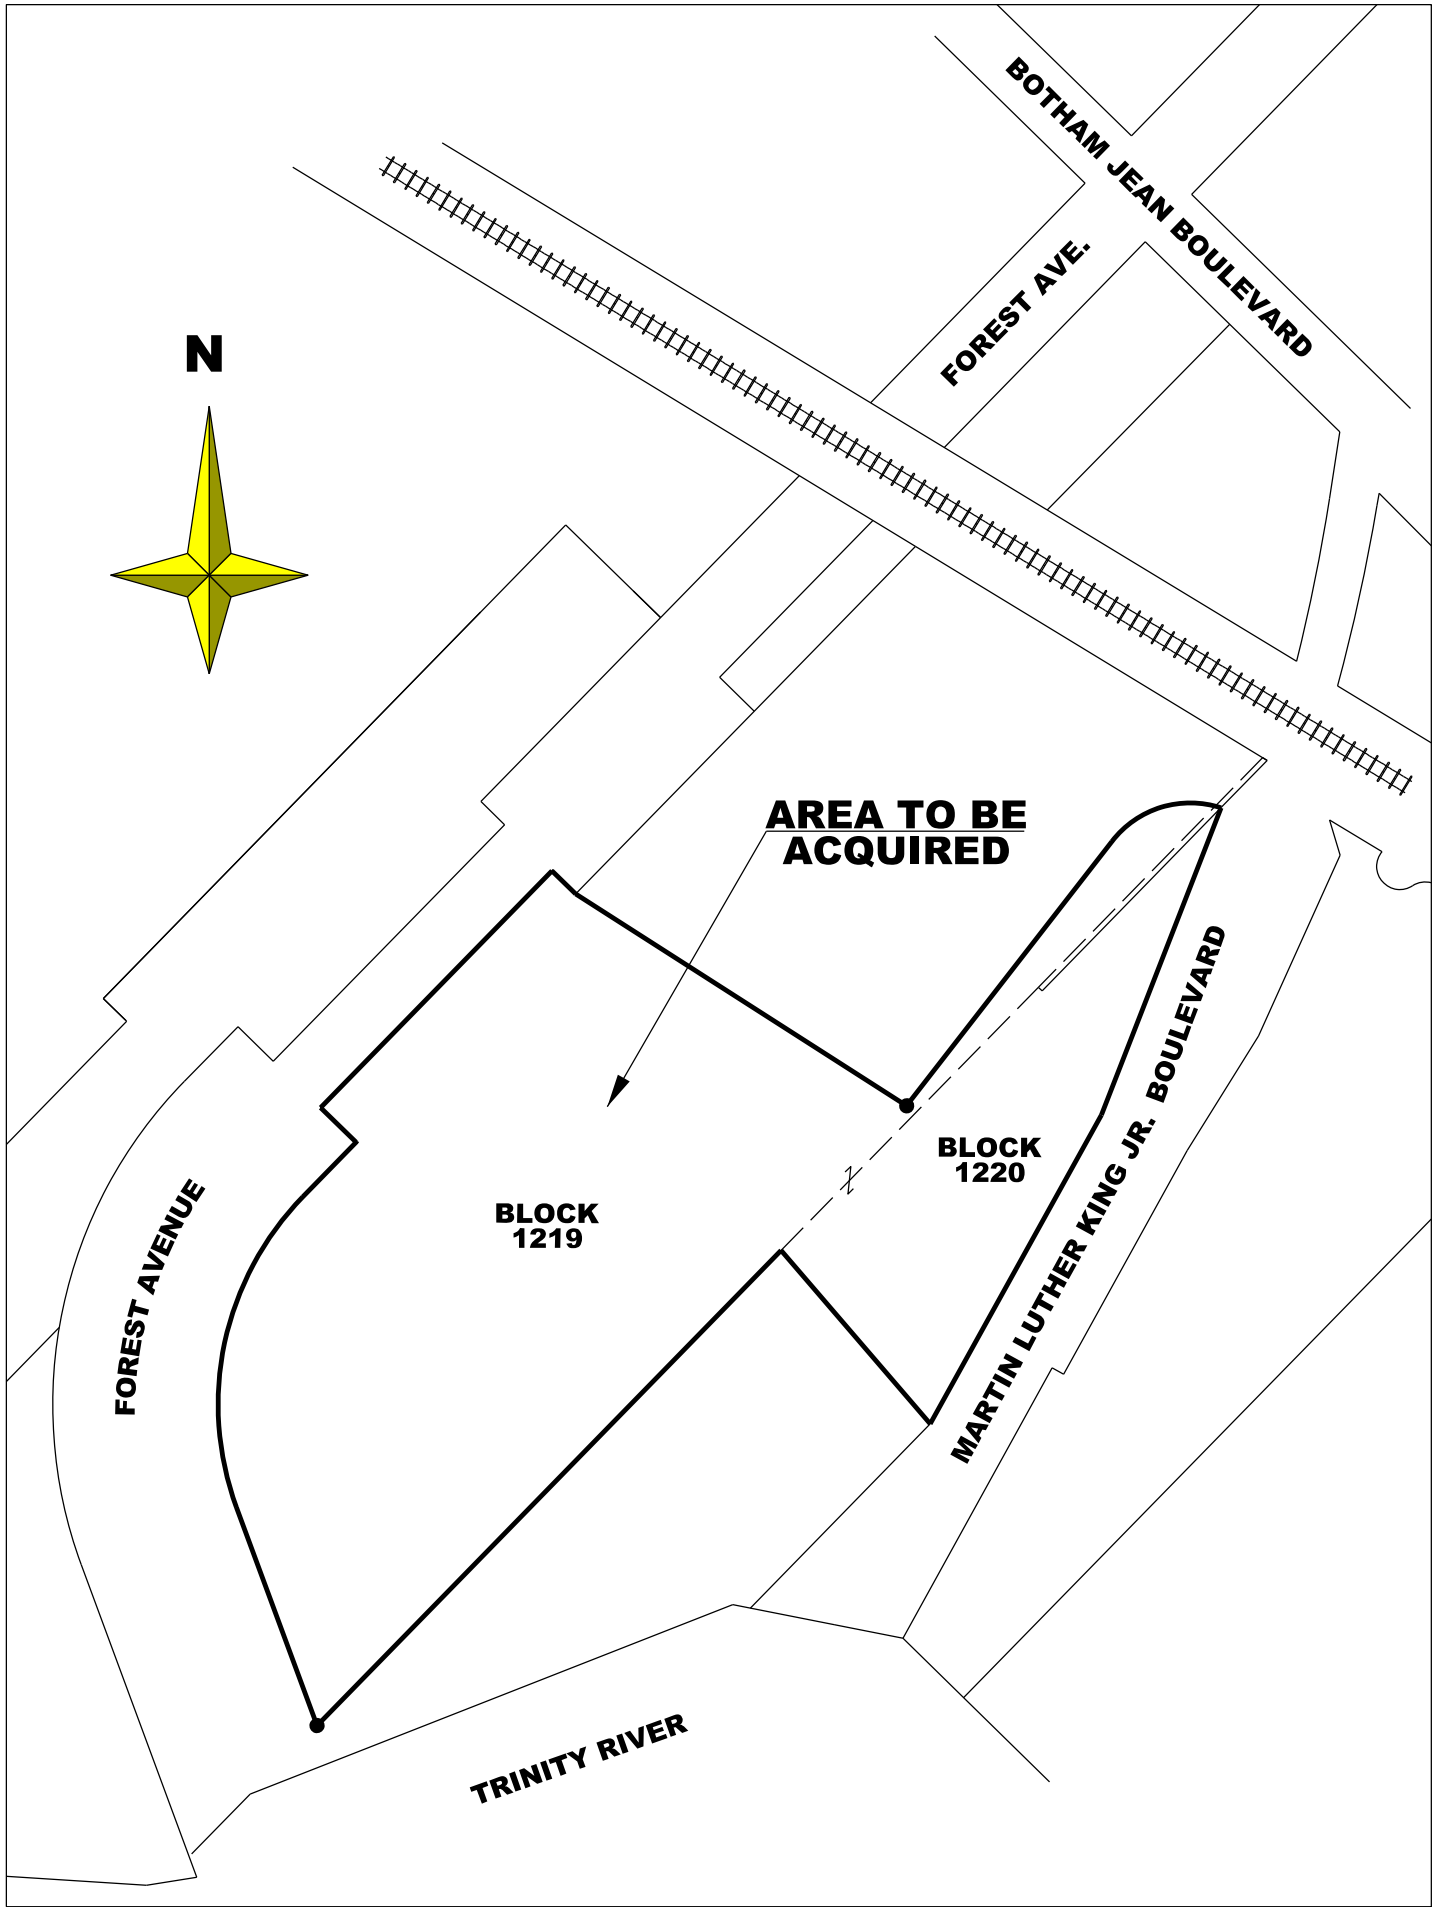 BOTHAM JEAN BOULEVARD
FOREST AVE.
N
AREA TO BE
ACQUIRED
MARTIN LUTHER KING JR. BOULEVARD
BLOCK
1220
BLOCK
1219
FOREST AVENUE
TRINITY RIVER